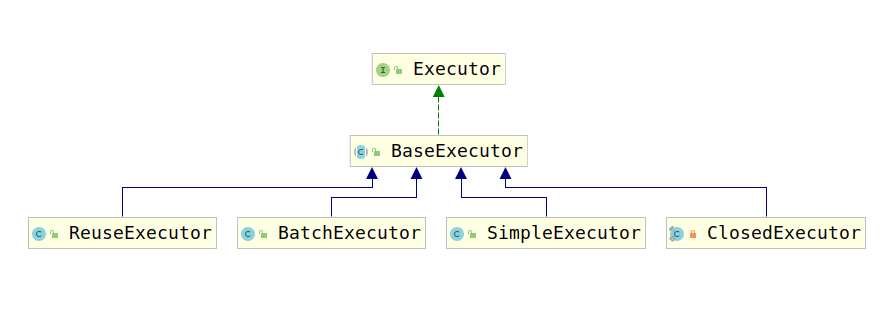 Executor
BaseExecutor
ReuseExecutor
BatchExecutor
SimpleExecutor
ClosedExecutor